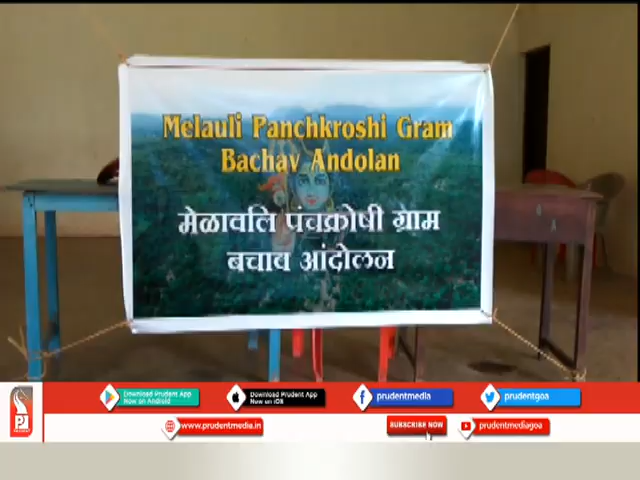 Melauli Panchkroshi Gram
Bachav Andolan
मेळावलि पंचक्रोषी ग्राम
बचाव आंदोलन
Download Prudent App
Now on Android
Download Prudent App
Now on iOS
prudentmedia
prudentgoa
www.prudentmedia.in
SUBSCRIBE NOW
prudentmediagoa
PRUDENT